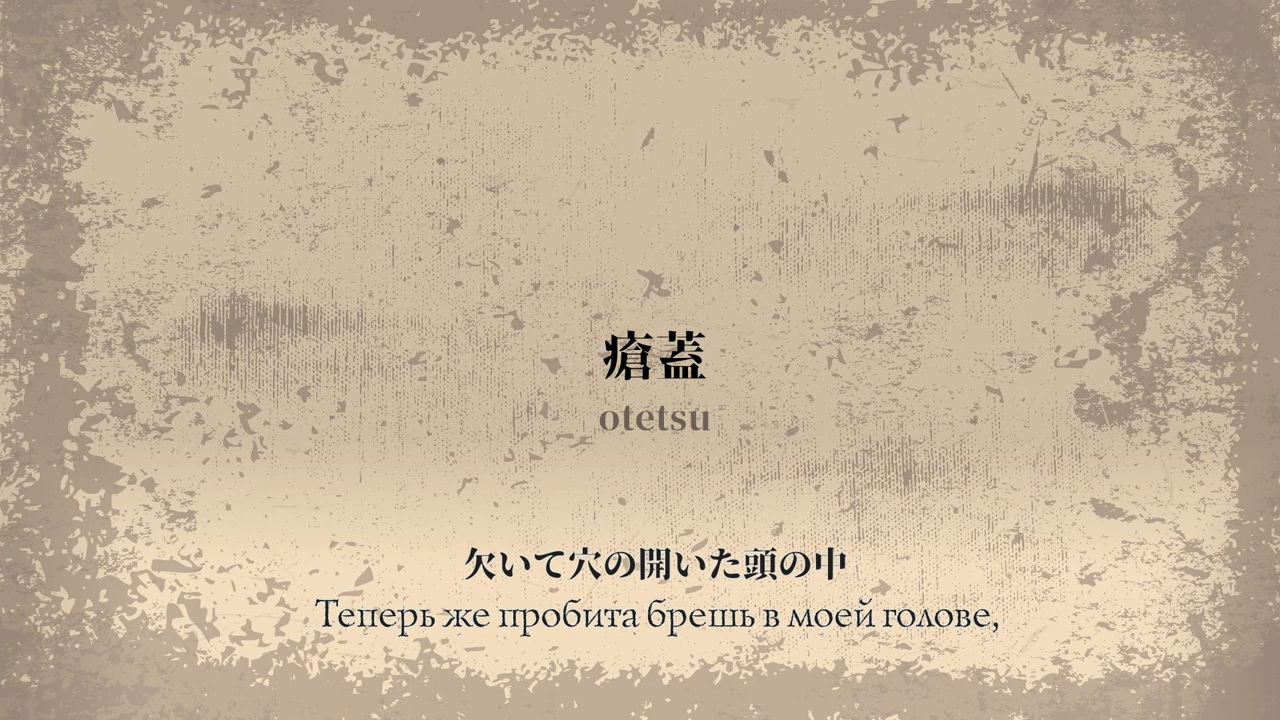 瘡蓋
otetsu
欠いて穴の開いた頭の中
Теперь же пробита брешь в моей голове,